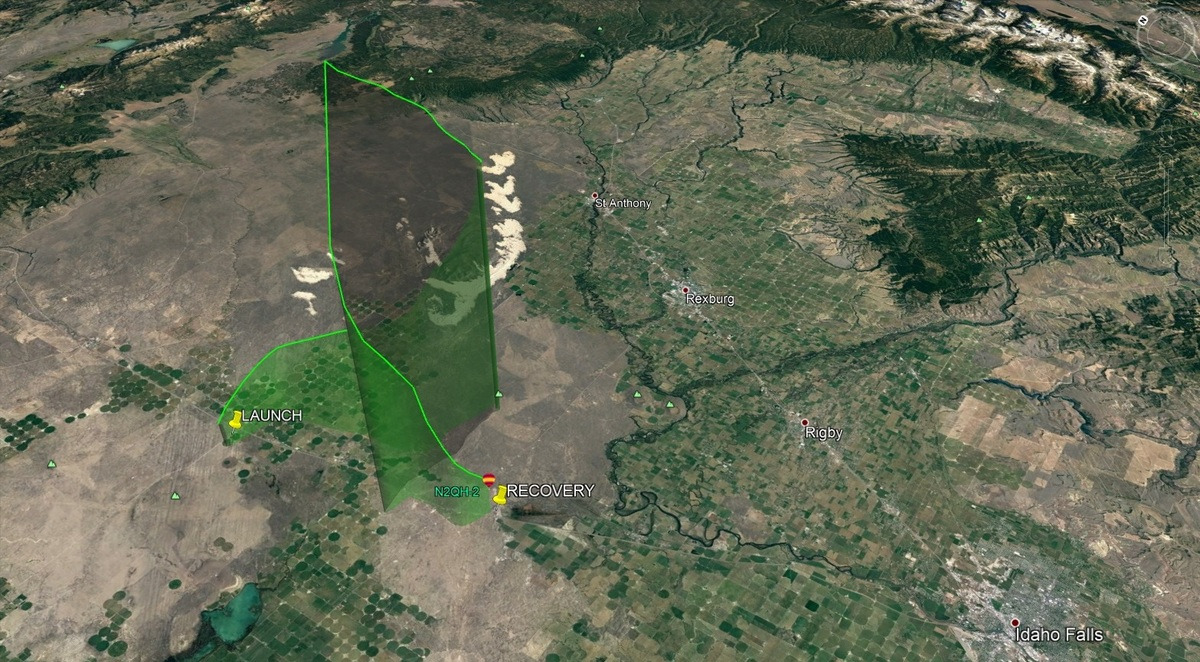 N
St Anthony
Rexburg
LAUNCH
Rigby
N2QH-2
RECOVERY
Idaho Falls